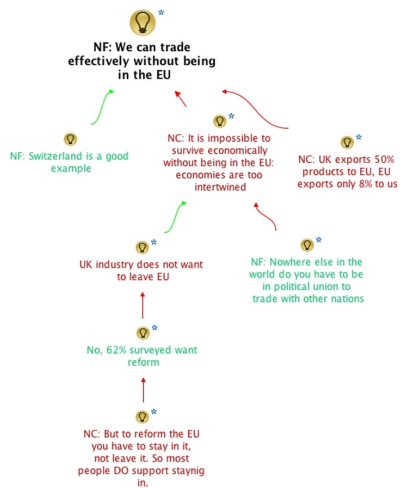 NF: We can trade
effectively without being
in the EU
NF: Switzerland is a good
example
NC: It is impossible to
survive economically
without being in the EU:
economies are too
intertwined
NC: UK exports 50%
products to EU, EU
exports only 8% to us
UK industry does not want
to leave EU
NF: Nowhere else in the
world do you have to be
in political union to
trade with other nations
No, 62% surveyed want
reform
NC: But to reform the EU
you have to stay in it,
not leave it. So most
people DO support staynig
in.